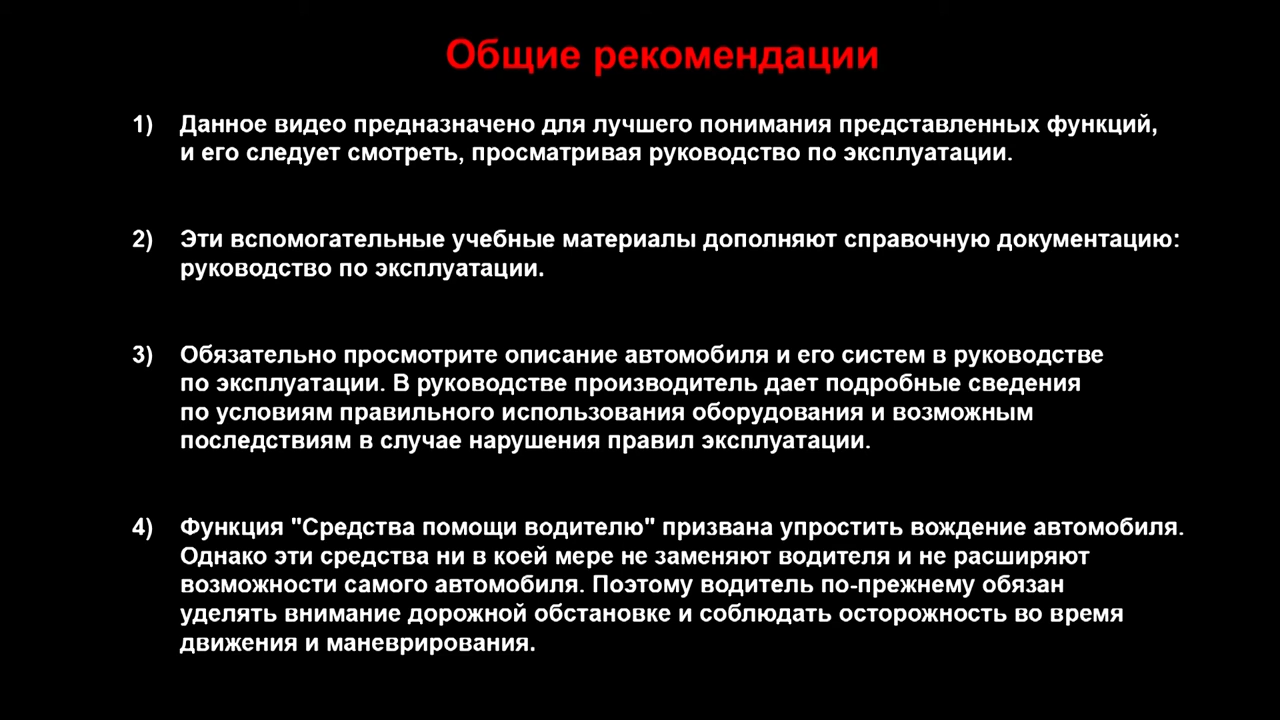 Общие рекомендации
1) Данное видео предназначено для лучшего понимания представленных функций,
и его следует смотреть, просматривая руководство по эксплуатации.
2) Эти вспомогательные учебные материалы дополняют справочную документацию:
руководство по эксплуатации.
3) Обязательно просмотрите описание автомобиля и его систем в руководстве
по эксплуатации. В руководстве производитель дает подробные сведения
по условиям правильного использования оборудования и возможным
последствиям в случае нарушения правил эксплуатации.
4) Функция "Средства помощи водителю" призвана упростить вождение автомобиля.
Однако эти средства ни в коей мере не заменяют водителя и не расширяют
возможности самого автомобиля. Поэтому водитель по-прежнему обязан
уделять внимание дорожной обстановке и соблюдать осторожность во время
движения и маневрирования.